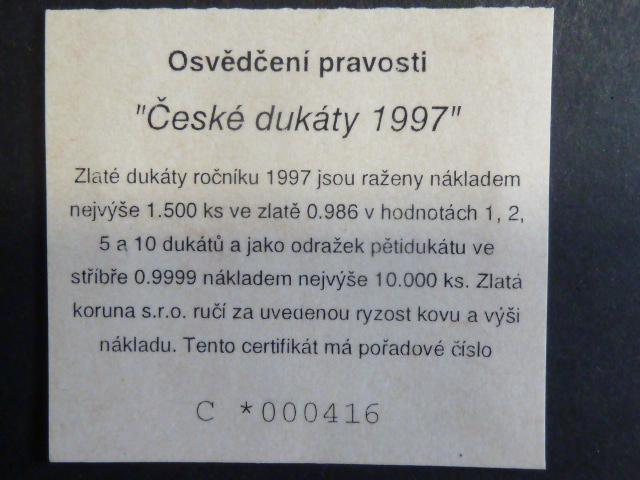 Osvědčení pravosti
"České dukáty 1997"
Zlaté dukáty ročníku 1997 jsou raženy nákladem
nejvýše 1.500 ks ve zlatě 0.986 v hodnotách 1, 2,
5 a 10 dukátů a jako odražek pětidukátu ve
stříbře 0.9999 nákladem nejvýše 10.000 ks. Zlatá
koruna s.r.o. ručí za uvedenou ryzost kovu a výši
nákladu. Tento certifikát má pořadové číslo
C *000416